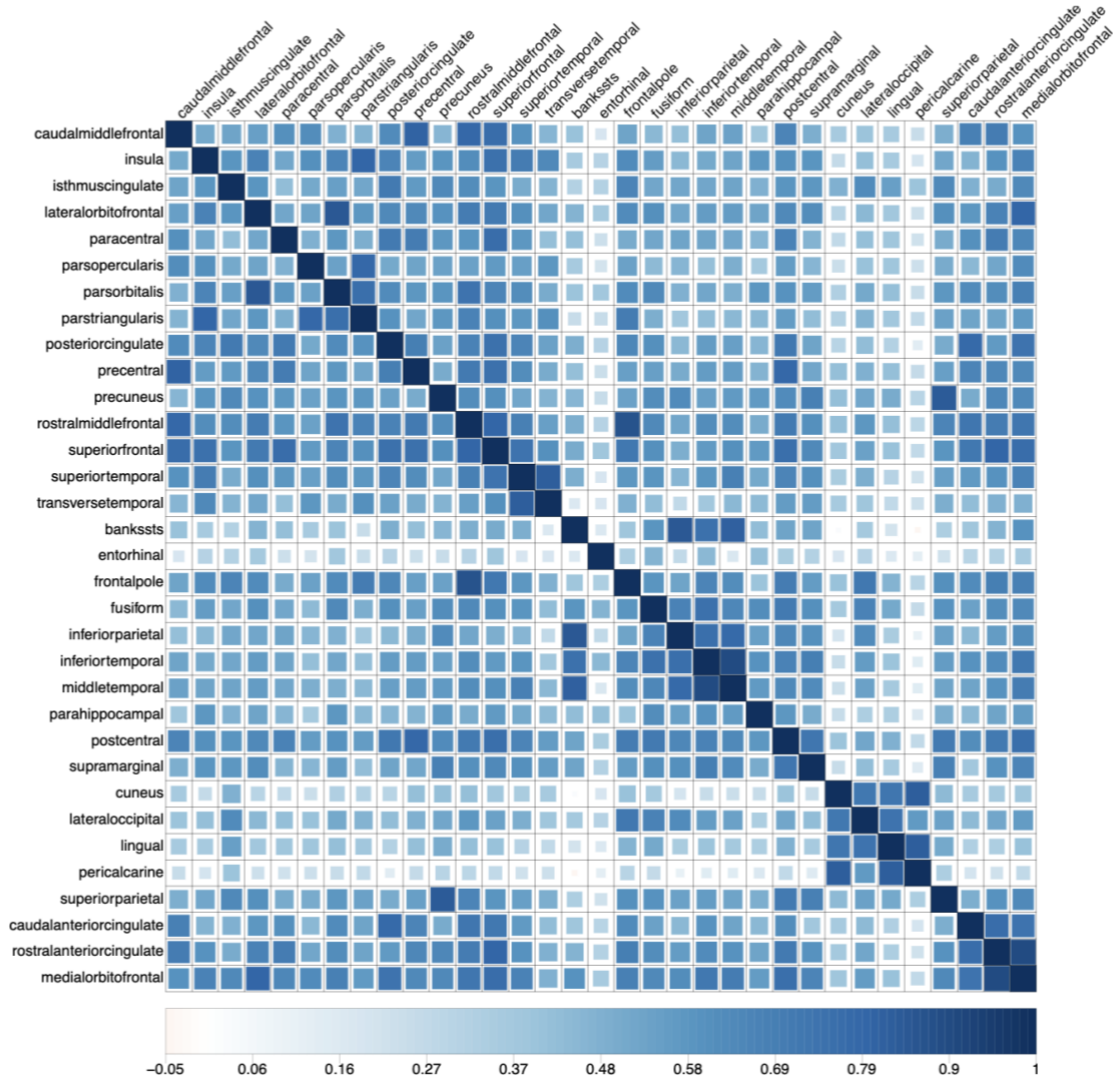 caudalmiddlefrontal
insula
isthmuscingulate
lateralorbitofrontal
paracentral
parsopercularis
parsorbitalis
parstriangularis
posteriorcingulate
precentral
precuneus
rostralmiddlefrontal
superiorfrontal
superiortemporal
transversetemporal
bankssts
entorhinal
frontalpole
fusiform
inferiorparietal
inferiortemporal
middletemporal
parahippocampal
postcentral
supramarginal
cuneus
lateraloccipital
lingual
pericalcarine
superiorparietal
caudalanteriorcingulate
rostralanteriorcingulate
medialorbitofrontal
caudalmiddlefrontal
insula
isthmuscingulate
lateralorbitofrontal
paracentral
parsopercularis
parsorbitalis
parstriangularis
posteriorcingulate
precentral
precuneus
rostralmiddlefrontal
superiorfrontal
superiortemporal
transversetemporal
bankssts
entorhinal
frontalpole
fusiform
inferiorparietal
inferiortemporal
middletemporal
parahippocampal
postcentral
supramarginal
cuneus
lateraloccipital
lingual
pericalcarine
superiorparietal
caudalanteriorcingulate
rostralanteriorcingulate
medialorbitofrontal
−0.05 0.06 0.16 0.27 0.37 0.48 0.58 0.69 0.79 0.9 1